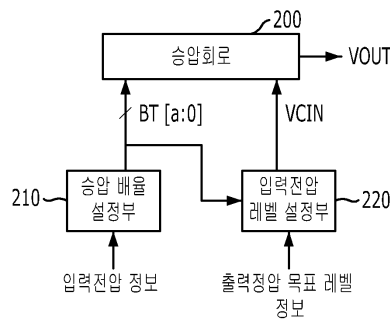 200
승압회로
VOUT
BT [a:0]
VCIN
210
승압 배율
설정부
입력전압
레벨 설정부
220
입력전압 정보
출력정압 목표 레벨
정보